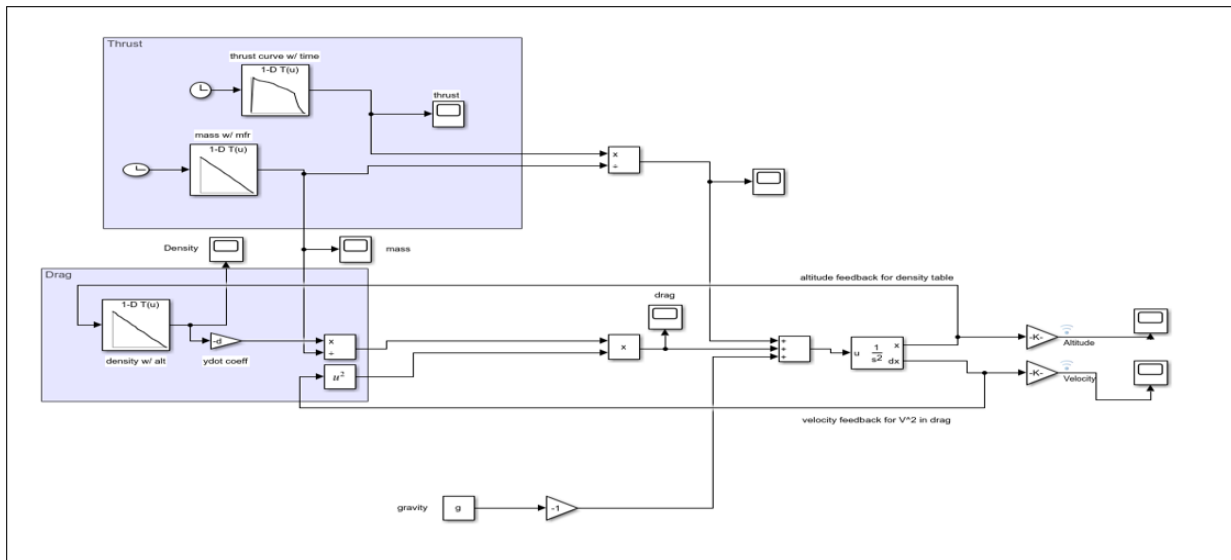 Thrust
thrust curve w/ time
1-D T(u)
thrust
mass w/ mfr
1-D T(u)
×
÷
Density
mass
Drag
altitude feedback for density table
1-D T(u)
drag
-d
×
÷
×
+
+
+
u
1
s²
x
dx
-K-
Altitude
density w/ alt
ydot coeff
u²
-K-
Velocity
velocity feedback for V^2 in drag
gravity
g
-1